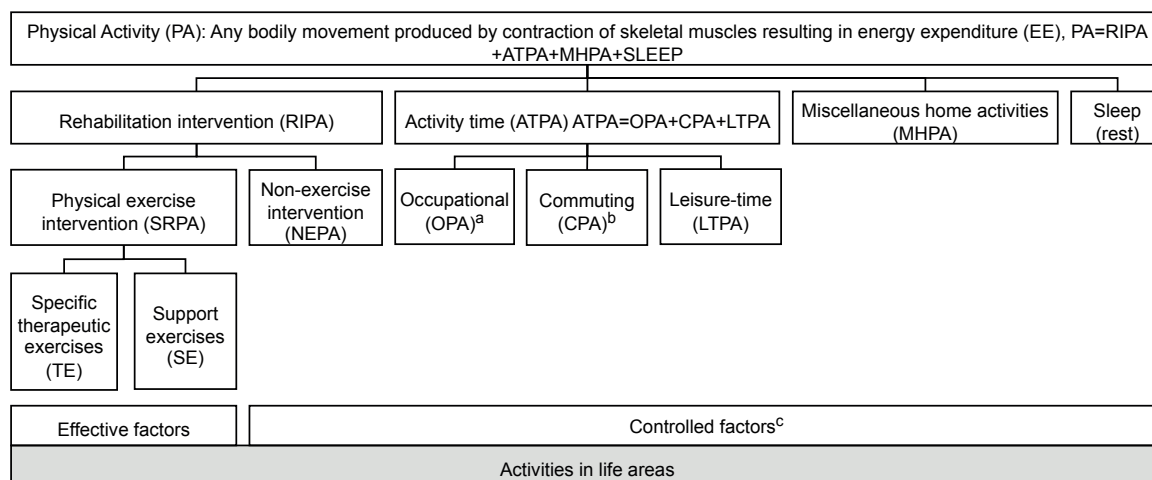 Physical Activity (PA): Any bodily movement produced by contraction of skeletal muscles resulting in energy expenditure (EE), PA=RIPA
+ATPA+MHPA+SLEEP
Rehabilitation intervention (RIPA)
Activity time (ATPA) ATPA=OPA+CPA+LTPA
Miscellaneous home activities
(MHPA)
Sleep
(rest)
Physical exercise
intervention (SRPA)
Non-exercise
intervention
(NEPA)
Occupational
(OPA)a
Commuting
(CPA)b
Leisure-time
(LTPA)
Specific
therapeutic
exercises
(TE)
Support
exercises
(SE)
Effective factors
Controlled factorsc
Activities in life areas